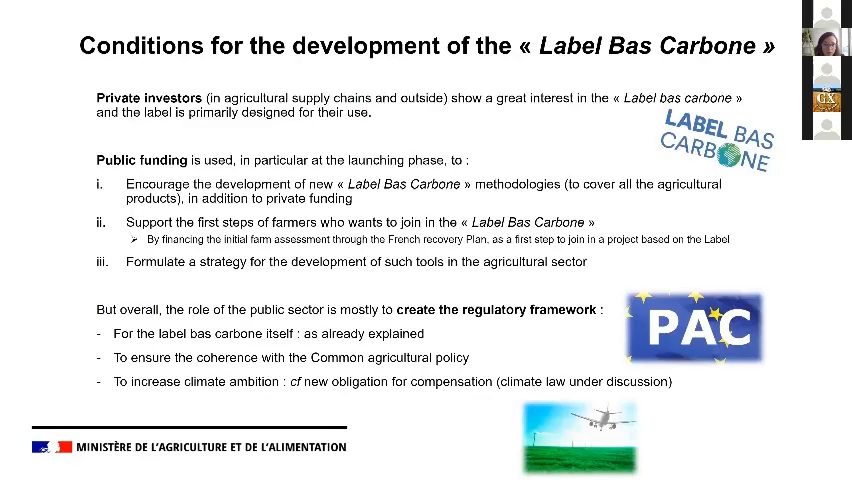 Conditions for the development of the « Label Bas Carbone »
Private investors (in agricultural supply chains and outside) show a great interest in the « Label bas carbone »
and the label is primarily designed for their use.
LABEL BAS
CARBONE
Public funding is used, in particular at the launching phase, to :
i. Encourage the development of new « Label Bas Carbone » methodologies (to cover all the agricultural
products), in addition to private funding
ii. Support the first steps of farmers who wants to join in the « Label Bas Carbone »
➢ By financing the initial farm assessment through the French recovery Plan, as a first step to join in a project based on the Label
iii. Formulate a strategy for the development of such tools in the agricultural sector
But overall, the role of the public sector is mostly to create the regulatory framework :
- For the label bas carbone itself : as already explained
- To ensure the coherence with the Common agricultural policy
- To increase climate ambition : cf new obligation for compensation (climate law under discussion)
PAC
MINISTÈRE DE L'AGRICULTURE ET DE L'ALIMENTATION
GX